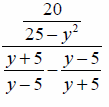 20
25 − y²
y + 5   y − 5
───── − ─────
y − 5   y + 5